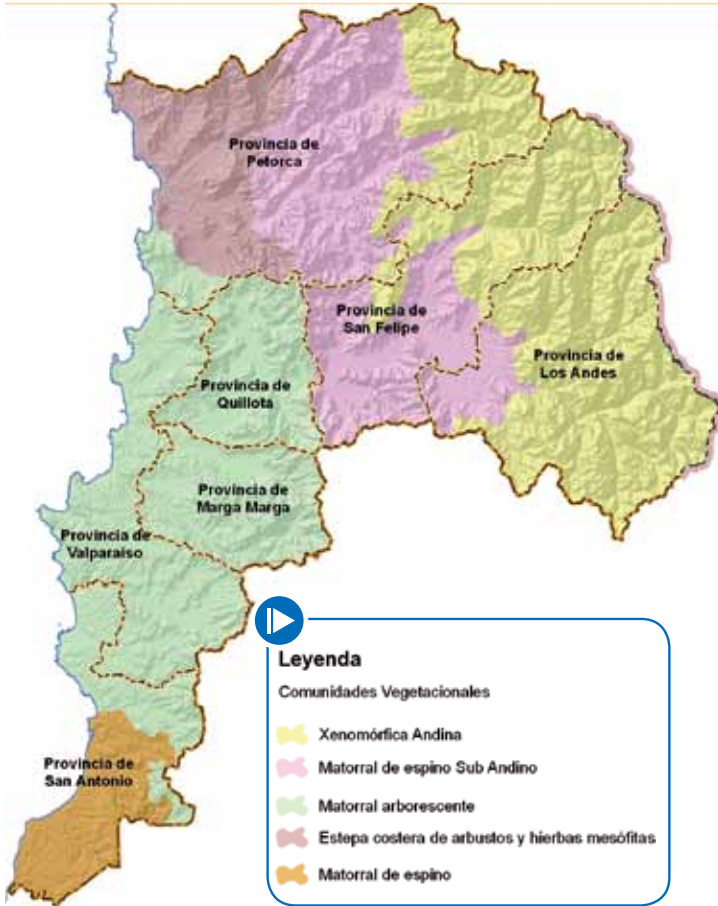 Provincia de
Petorca
Provincia de
San Felipe
Provincia de
Los Andes
Provincia de
Quillota
Provincia de
Marga Marga
Provincia de
Valparaíso
Provincia de
San Antonio
Leyenda
Comunidades Vegetacionales
Xenomórfica Andina
Matorral de espino Sub Andino
Matorral arborescente
Estepa costera de arbustos y hierbas mesófitas
Matorral de espino